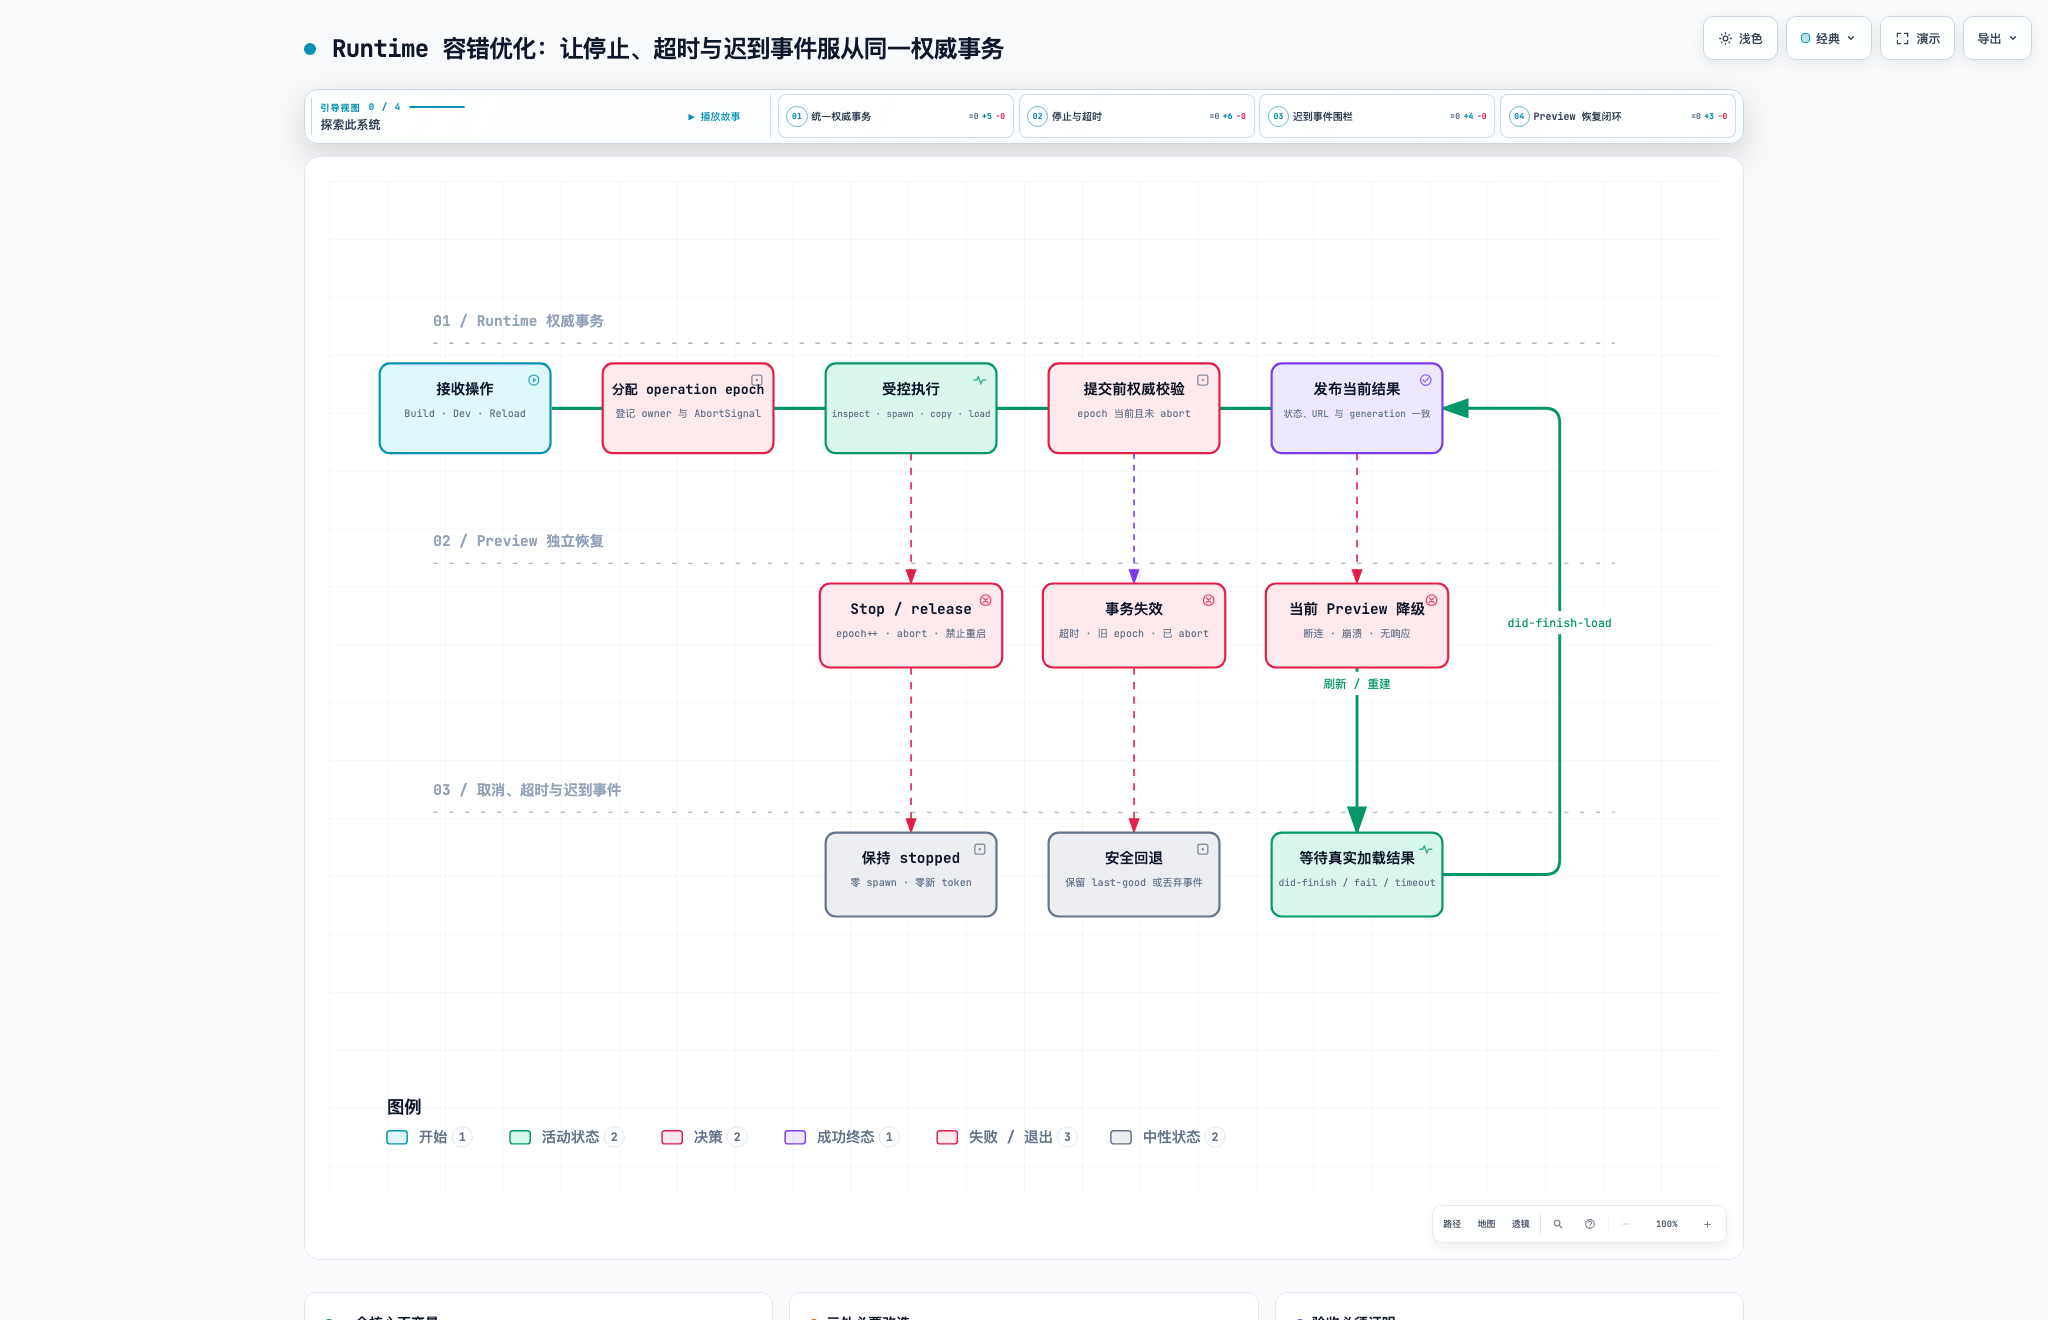 Runtime 容错优化：让停止、超时与迟到事件服从同一权威事务
浅色
经典
演示
导出
引导视图 0 / 4
探索此系统
▶ 播放故事
01 统一权威事务 ≡0 +5 -0
02 停止与超时 ≡0 +6 -0
03 迟到事件围栏 ≡0 +4 -0
04 Preview 恢复闭环 ≡0 +3 -0
01 / Runtime 权威事务
接收操作
Build · Dev · Reload
分配 operation epoch
登记 owner 与 AbortSignal
受控执行
inspect · spawn · copy · load
提交前权威校验
epoch 当前且未 abort
发布当前结果
状态、URL 与 generation 一致
02 / Preview 独立恢复
Stop / release
epoch++ · abort · 禁止重启
事务失效
超时 · 旧 epoch · 已 abort
当前 Preview 降级
断连 · 崩溃 · 无响应
did-finish-load
刷新 / 重建
03 / 取消、超时与迟到事件
保持 stopped
零 spawn · 零新 token
安全回退
保留 last-good 或丢弃事件
等待真实加载结果
did-finish / fail / timeout
图例
开始 1
活动状态 2
决策 2
成功终态 1
失败 / 退出 3
中性状态 2
路径
地图
透镜
100%